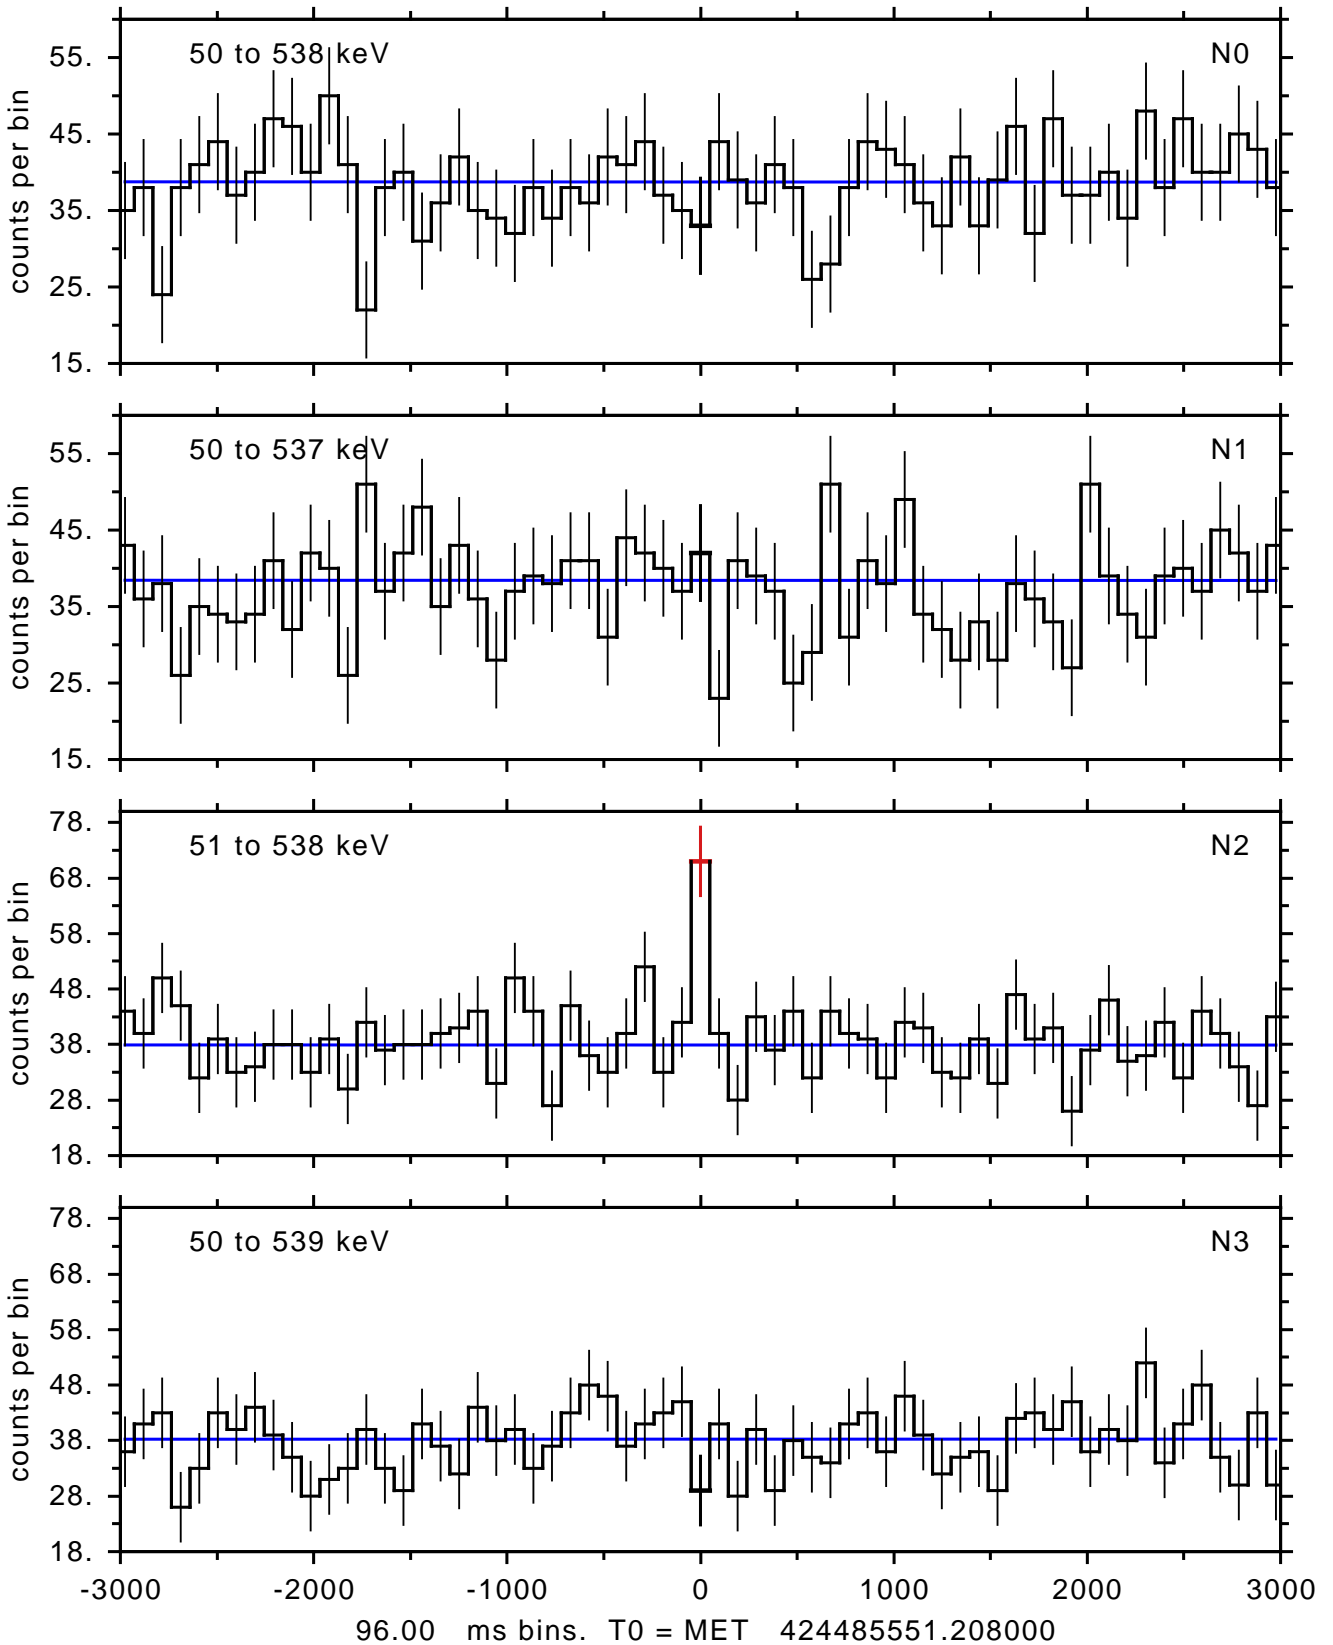 50 to 538 keV N0
55.
45.
35.
25.
15.
counts per bin
50 to 537 keV N1
55.
45.
35.
25.
15.
counts per bin
51 to 538 keV N2
78.
68.
58.
48.
38.
28.
18.
counts per bin
50 to 539 keV N3
78.
68.
58.
48.
38.
28.
18.
counts per bin
-3000 -2000 -1000 0 1000 2000 3000
96.00 ms bins. T0 = MET 424485551.208000